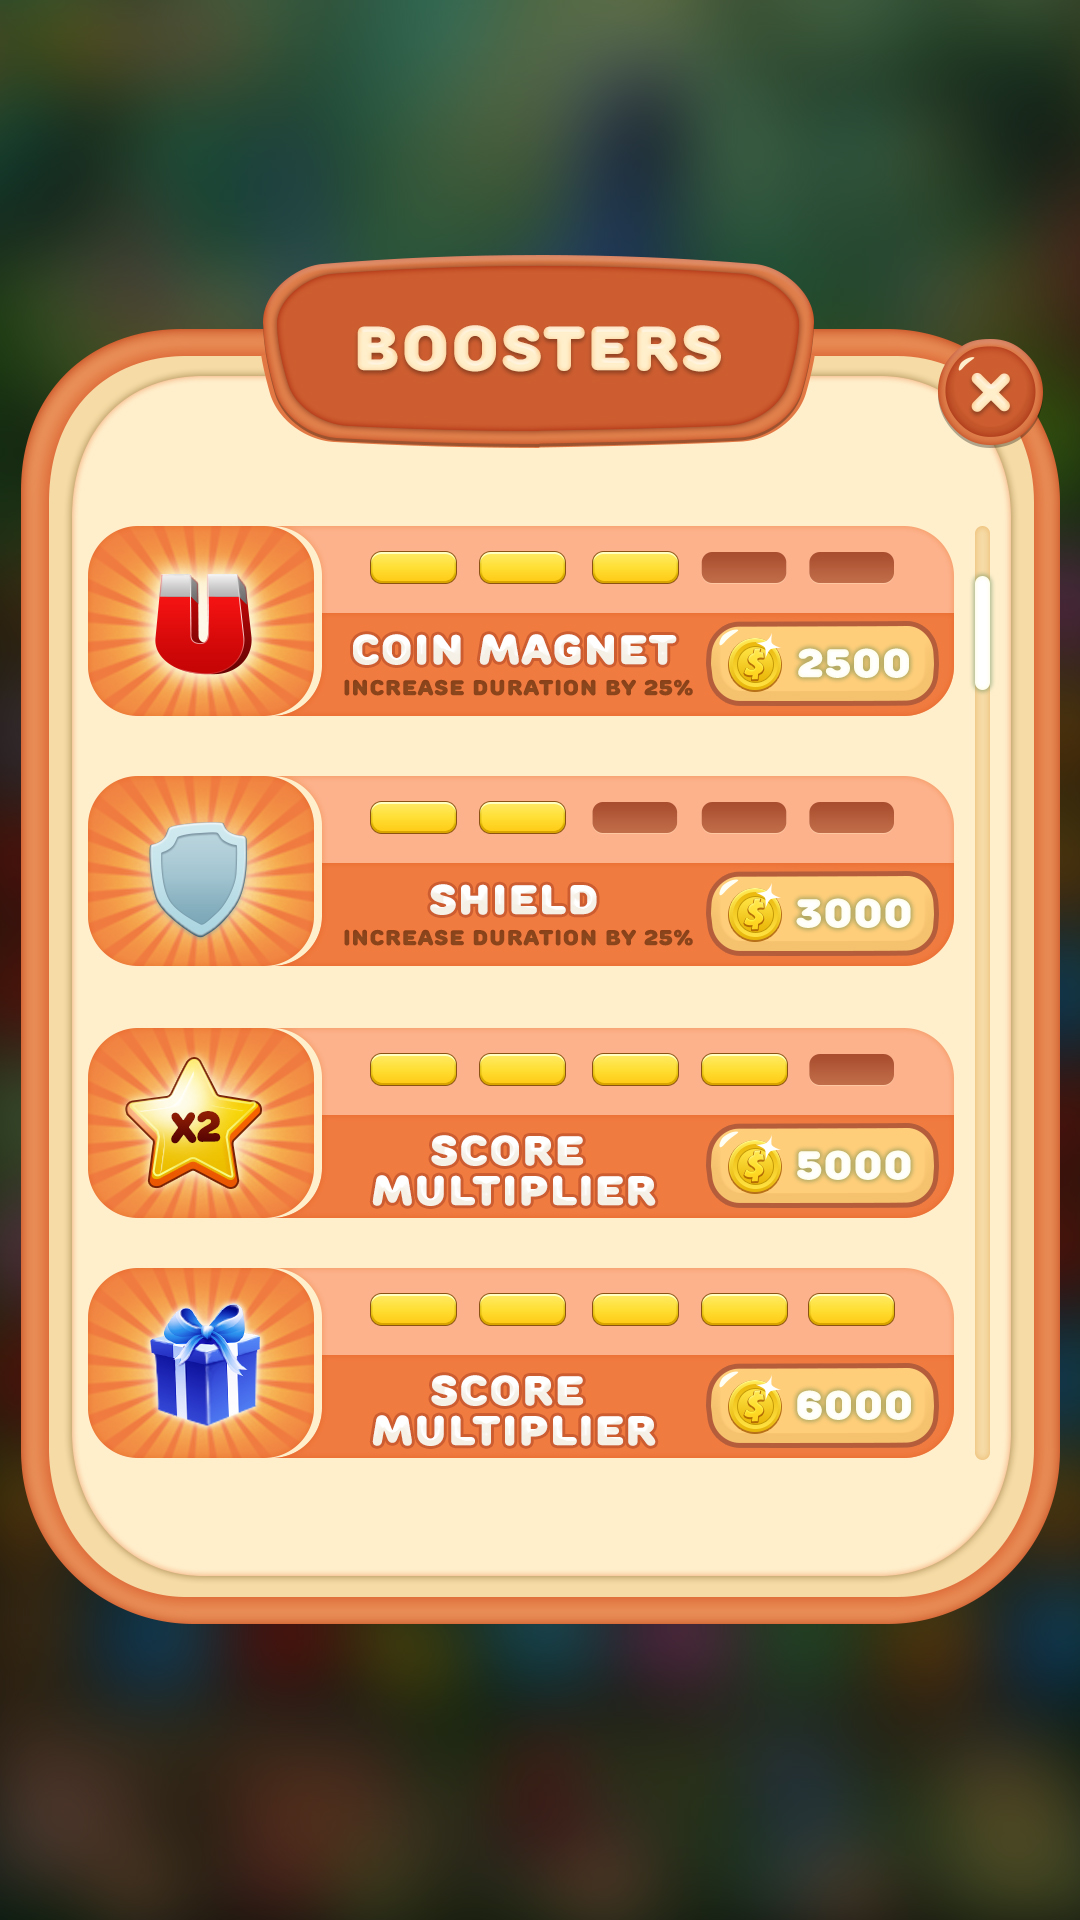 BOOSTERS
COIN MAGNET
INCREASE DURATION BY 25%
$ 2500
SHIELD
INCREASE DURATION BY 25%
$ 3000
X2
SCORE
MULTIPLIER
$ 5000
SCORE
MULTIPLIER
$ 6000